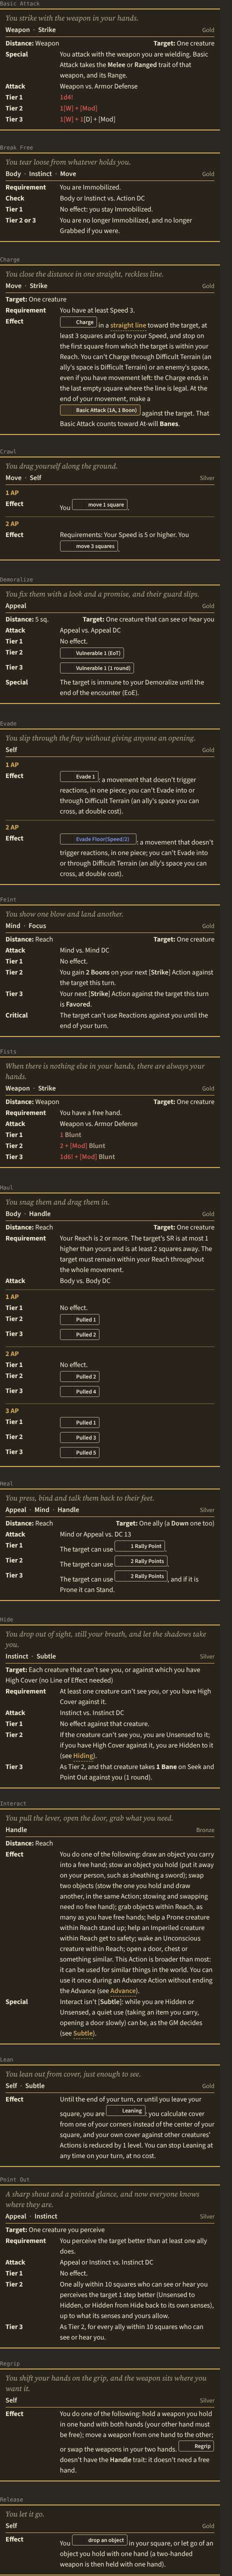 Basic Attack
You strike with the weapon in your hands.
Weapon · Strike Gold
Distance: Weapon Target: One creature
Special You attack with the weapon you are wielding. Basic
Attack takes the Melee or Ranged trait of that
weapon, and its Range.
Attack Weapon vs. Armor Defense
Tier 1 1d4!
Tier 2 1[W] + [Mod]
Tier 3 1[W] + 1[D] + [Mod]
Break Free
You tear loose from whatever holds you.
Body · Instinct · Move Gold
Requirement You are Immobilized.
Check Body or Instinct vs. Action DC
Tier 1 No effect: you stay Immobilized.
Tier 2 or 3 You are no longer Immobilized, and no longer
Grabbed if you were.
Charge
You close the distance in one straight, reckless line.
Move · Strike Gold
Target: One creature
Requirement You have at least Speed 3.
Effect Charge in a straight line toward the target, at
least 3 squares and up to your Speed, and stop on
the first square from which the target is within your
Reach. You can't Charge through Difficult Terrain (an
ally's space is Difficult Terrain) or an enemy's space,
even if you have movement left: the Charge ends in
the last empty square where the line is legal. At the
end of your movement, make a
Basic Attack (1A, 1 Boon) against the target. That
Basic Attack counts toward At-will Banes.
Crawl
You drag yourself along the ground.
Move · Self Silver
1 AP
Effect You move 1 square.
2 AP
Effect Requirements: Your Speed is 5 or higher. You
move 3 squares.
Demoralize
You fix them with a look and a promise, and their guard slips.
Appeal Gold
Distance: 5 sq. Target: One creature that can see or hear you
Attack Appeal vs. Appeal DC
Tier 1 No effect.
Tier 2 Vulnerable 1 (EoT)
Tier 3 Vulnerable 1 (1 round)
Special The target is immune to your Demoralize until the
end of the encounter (EoE).
Evade
You slip through the fray without giving anyone an opening.
Self Gold
1 AP
Effect Evade 1: a movement that doesn't trigger
reactions, in one piece; you can't Evade into or
through Difficult Terrain (an ally's space you can
cross, at double cost).
2 AP
Effect Evade Floor(Speed/2): a movement that doesn't
trigger reactions, in one piece; you can't Evade into
or through Difficult Terrain (an ally's space you can
cross, at double cost).
Feint
You show one blow and land another.
Mind · Focus Gold
Distance: Reach Target: One creature
Attack Mind vs. Mind DC
Tier 1 No effect.
Tier 2 You gain 2 Boons on your next [Strike] Action against
the target this turn.
Tier 3 Your next [Strike] Action against the target this turn
is Favored.
Critical The target can't use Reactions against you until the
end of your turn.
Fists
When there is nothing else in your hands, there are always your
hands.
Weapon · Strike Gold
Distance: Weapon Target: One creature
Requirement You have a free hand.
Attack Weapon vs. Armor Defense
Tier 1 1 Blunt
Tier 2 2 + [Mod] Blunt
Tier 3 1d6! + [Mod] Blunt
Haul
You snag them and drag them in.
Body · Handle Gold
Distance: Reach Target: One creature
Requirement Your Reach is 2 or more. The target's SR is at most 1
higher than yours and is at least 2 squares away. The
target must remain within your Reach throughout
the whole movement.
Attack Body vs. Body DC
1 AP
Tier 1 No effect.
Tier 2 Pulled 1
Tier 3 Pulled 2
2 AP
Tier 1 No effect.
Tier 2 Pulled 2
Tier 3 Pulled 4
3 AP
Tier 1 Pulled 1
Tier 2 Pulled 3
Tier 3 Pulled 5
Heal
You press, bind and talk them back to their feet.
Appeal · Mind · Handle Silver
Distance: Reach Target: One ally (a Down one too)
Attack Mind or Appeal vs. DC 13
Tier 1 The target can use 1 Rally Point.
Tier 2 The target can use 2 Rally Points.
Tier 3 The target can use 2 Rally Points, and if it is
Prone it can Stand.
Hide
You drop out of sight, still your breath, and let the shadows take
you.
Instinct · Subtle Silver
Target: Each creature that can't see you, or against which you have
High Cover (no Line of Effect needed)
Requirement At least one creature can't see you, or you have High
Cover against it.
Attack Instinct vs. Instinct DC
Tier 1 No effect against that creature.
Tier 2 If the creature can't see you, you are Unsensed to it;
if you have High Cover against it, you are Hidden to it
(see Hiding).
Tier 3 As Tier 2, and that creature takes 1 Bane on Seek and
Point Out against you (1 round).
Interact
You pull the lever, open the door, grab what you need.
Handle Bronze
Distance: Reach
Effect You do one of the following: draw an object you carry
into a free hand; stow an object you hold (put it away
on your person, such as sheathing a sword); swap
two objects (stow the one you hold and draw
another, in the same Action; stowing and swapping
need no free hand); grab objects within Reach, as
many as you have free hands; help a Prone creature
within Reach stand up; help an Imperiled creature
within Reach get to safety; wake an Unconscious
creature within Reach; open a door, chest or
something similar. This Action is broader than most:
it can be used for similar things in the world. You can
use it once during an Advance Action without ending
the Advance (see Advance).
Special Interact isn't [Subtle]: while you are Hidden or
Unsensed, a quiet use (taking an item you carry,
opening a door slowly) can be, as the GM decides
(see Subtle).
Lean
You lean out from cover, just enough to see.
Self · Subtle Gold
Effect Until the end of your turn, or until you leave your
square, you are Leaning: you calculate cover
from one of your corners instead of the center of your
square, and your own cover against other creatures'
Actions is reduced by 1 level. You can stop Leaning at
any time on your turn, at no cost.
Point Out
A sharp shout and a pointed glance, and now everyone knows
where they are.
Appeal · Instinct Silver
Target: One creature you perceive
Requirement You perceive the target better than at least one ally
does.
Attack Appeal or Instinct vs. Instinct DC
Tier 1 No effect.
Tier 2 One ally within 10 squares who can see or hear you
perceives the target 1 step better (Unsensed to
Hidden, or Hidden from Hide back to its own senses),
up to what its senses and yours allow.
Tier 3 As Tier 2, for every ally within 10 squares who can
see or hear you.
Regrip
You shift your hands on the grip, and the weapon sits where you
want it.
Self Silver
Effect You do one of the following: hold a weapon you hold
in one hand with both hands (your other hand must
be free); move a weapon from one hand to the other;
or swap the weapons in your two hands. Regrip
doesn't have the Handle trait: it doesn't need a free
hand.
Release
You let it go.
Self Gold
Effect You drop an object in your square, or let go of an
object you hold with one hand (a two-handed
weapon is then held with one hand).